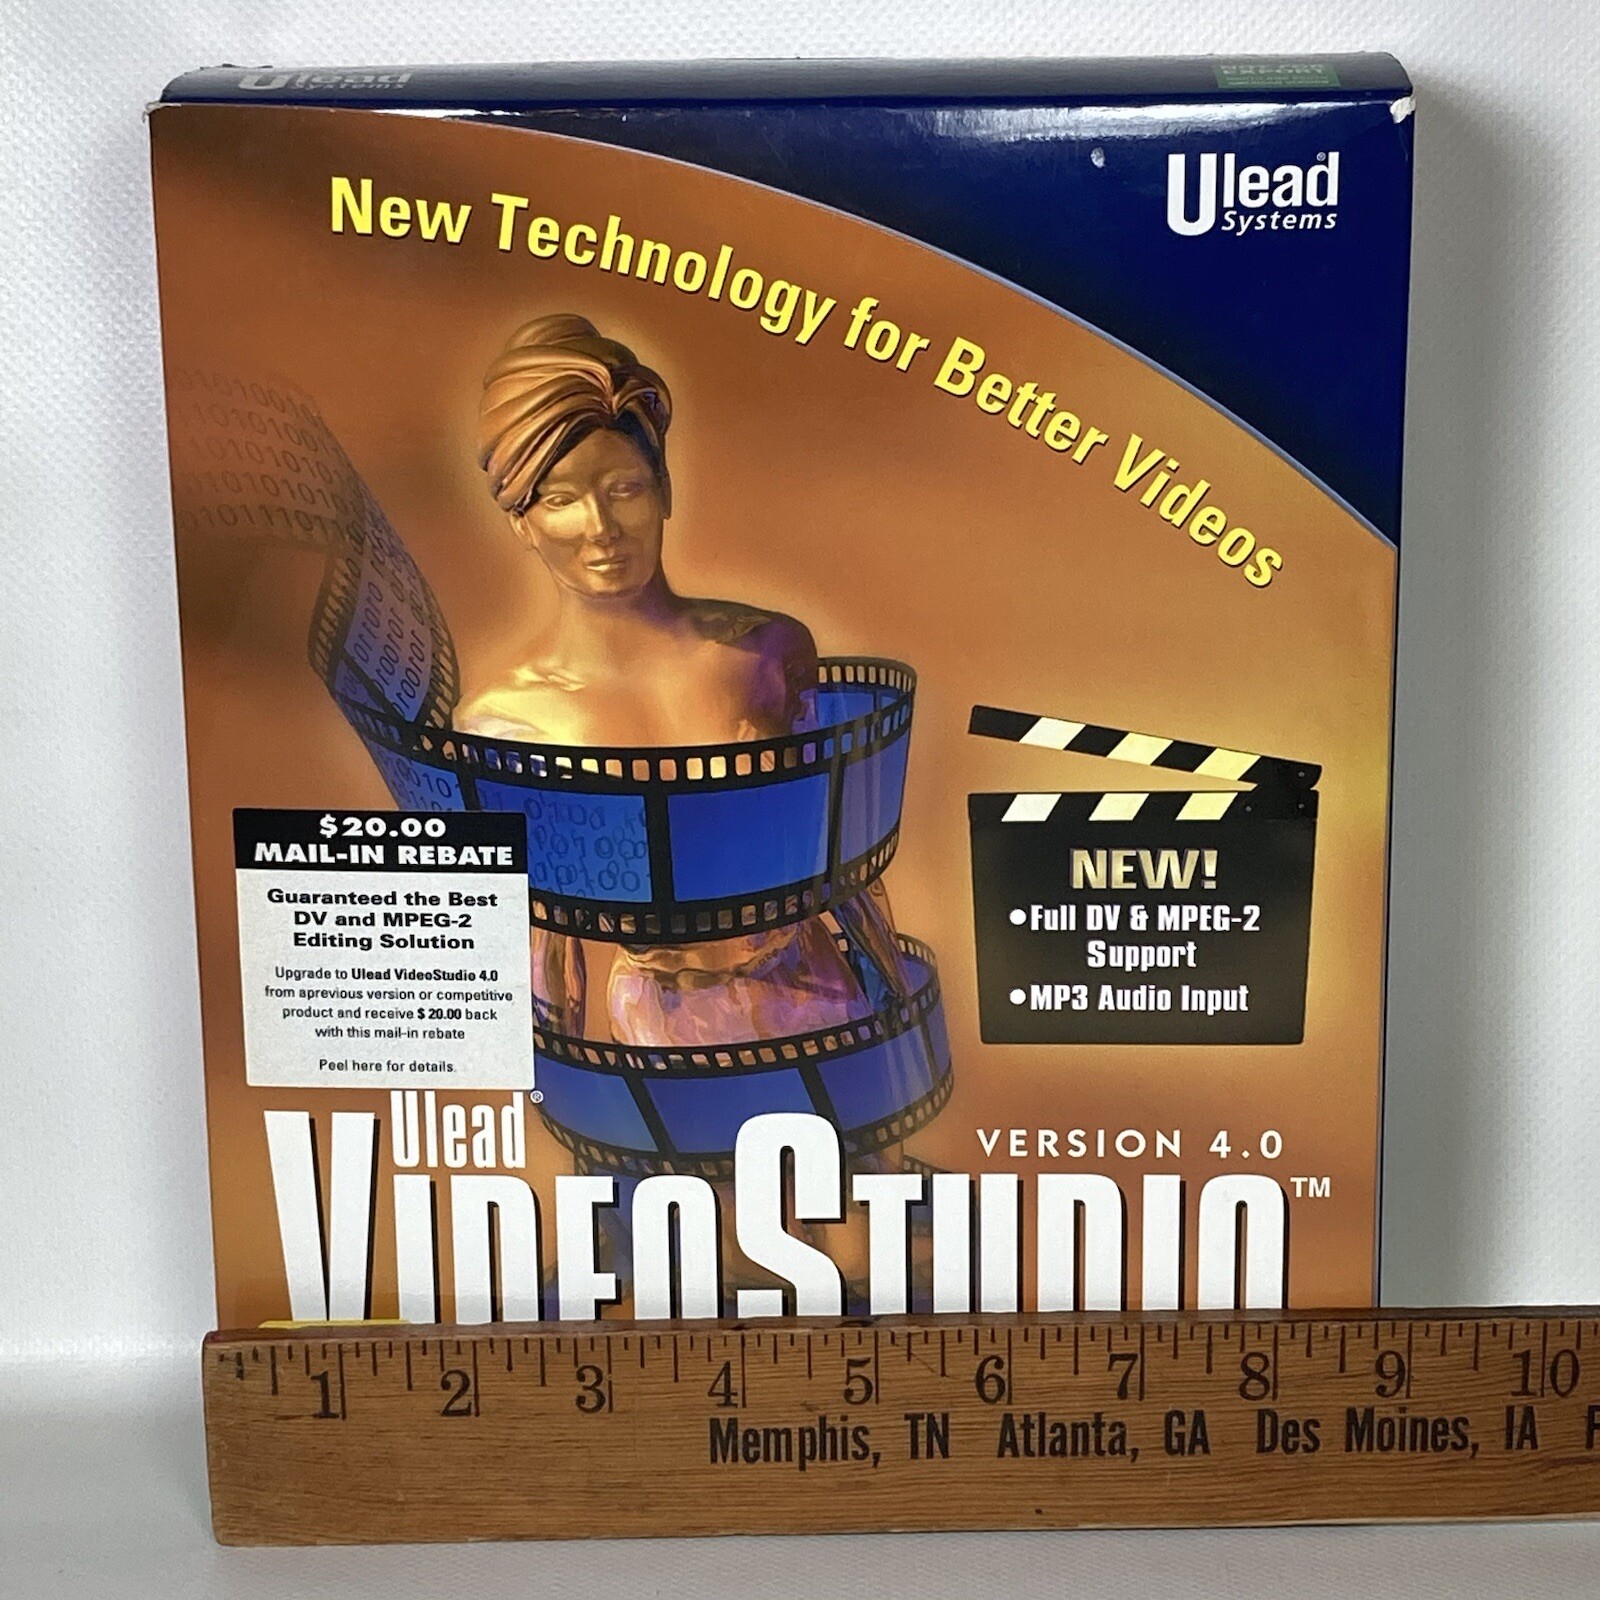 Ulead
Systems
NOT FOR
EXPORT
New Technology for Better Videos
Ulead®
Systems
$20.00
MAIL-IN REBATE
Guaranteed the Best
DV and MPEG-2
Editing Solution
Upgrade to Ulead VideoStudio 4.0
from aprevious version or competitive
product and receive $ 20.00 back
with this mail-in rebate
Peel here for details.
NEW!
•Full DV & MPEG-2
Support
•MP3 Audio Input
Ulead®
VERSION 4.0
VIDEOSTUDIO™
1 2 3 4 5 6 7 8 9 10
Memphis, TN Atlanta, GA Des Moines, IA